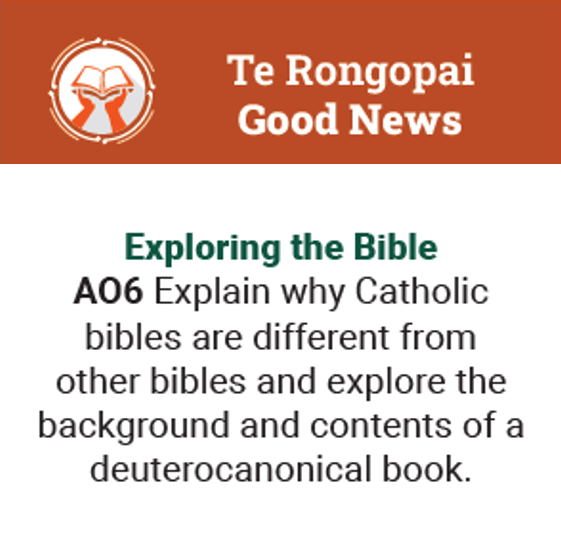 Te Rongopai
Good News
Exploring the Bible
AO6 Explain why Catholic
bibles are different from
other bibles and explore the
background and contents of a
deuterocanonical book.